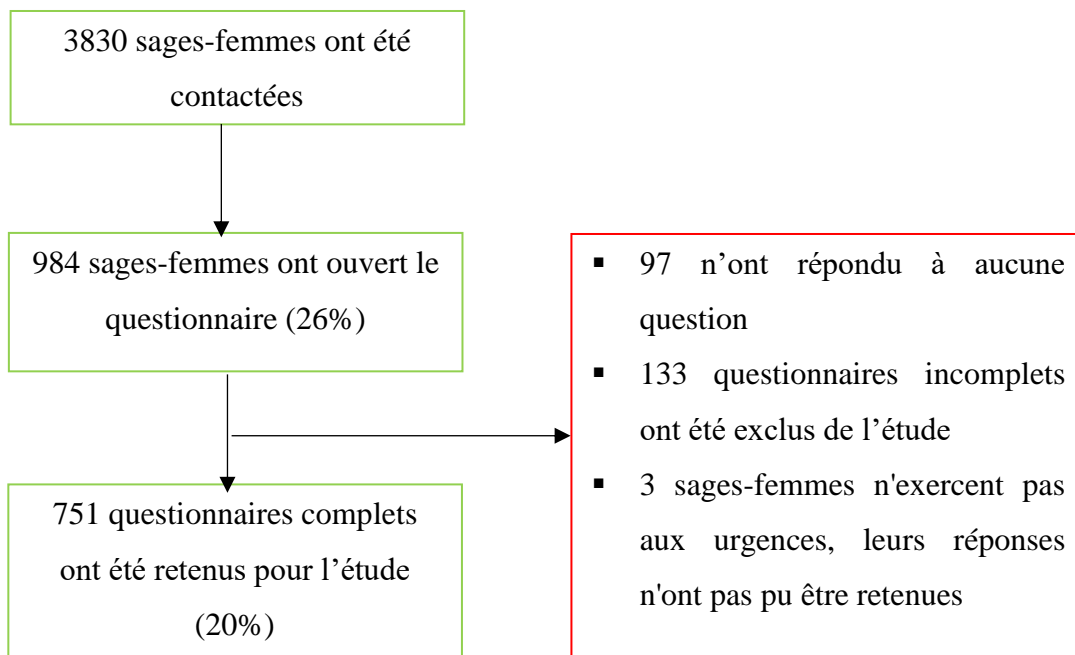 3830 sages-femmes ont été
contactées
984 sages-femmes ont ouvert le
questionnaire (26%)
▪ 97 n’ont répondu à aucune
question
▪ 133 questionnaires incomplets
ont été exclus de l’étude
▪ 3 sages-femmes n'exercent pas
aux urgences, leurs réponses
n'ont pas pu être retenues
751 questionnaires complets
ont été retenus pour l’étude
(20%)